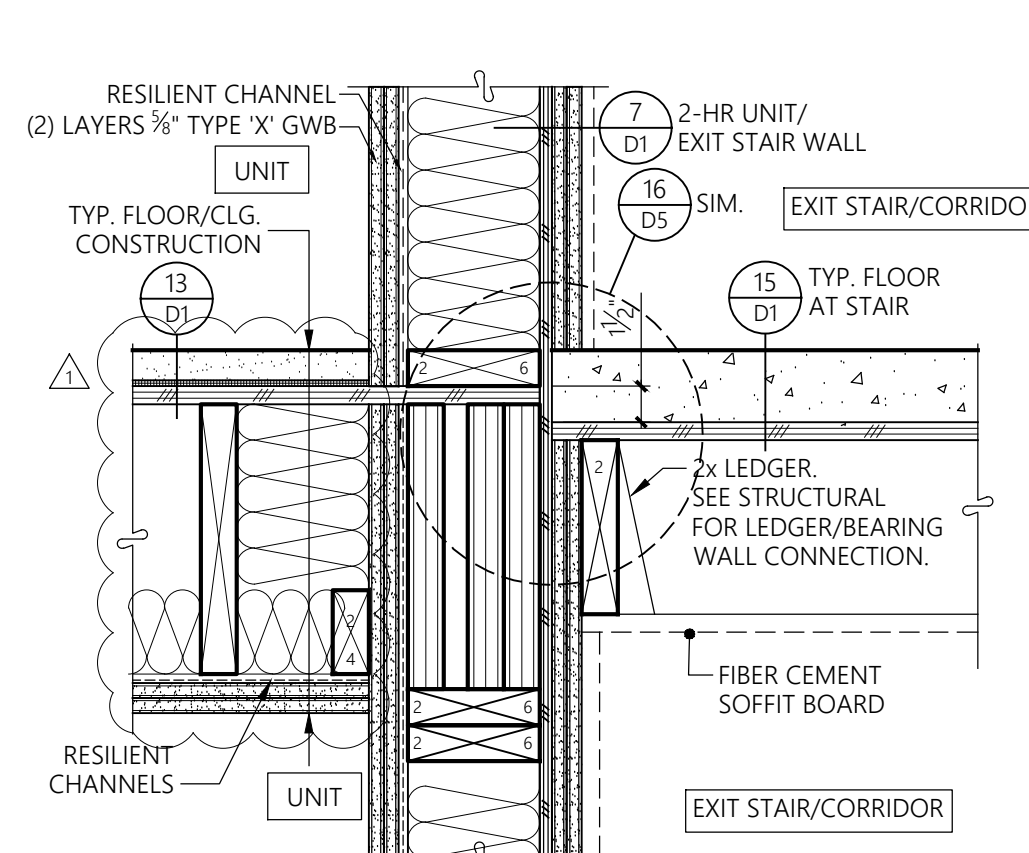 RESILIENT CHANNEL
(2) LAYERS ⅝" TYPE 'X' GWB
UNIT
TYP. FLOOR/CLG.
CONSTRUCTION
13
D1
1
7
D1
2-HR UNIT/
EXIT STAIR WALL
16
D5
SIM.
EXIT STAIR/CORRIDO
15
D1
TYP. FLOOR
AT STAIR
1½"
2 6
2
2x LEDGER.
SEE STRUCTURAL
FOR LEDGER/BEARING
WALL CONNECTION.
2
4
2 6
2 6
FIBER CEMENT
SOFFIT BOARD
RESILIENT
CHANNELS
UNIT
EXIT STAIR/CORRIDOR